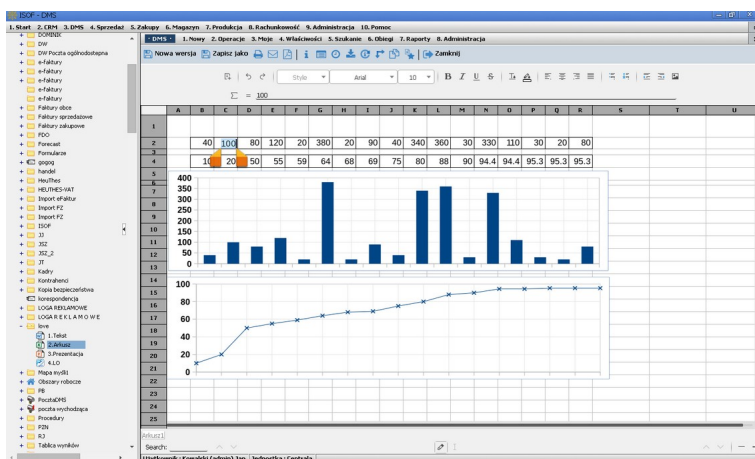 ISOF - DMS
1. Start 2. CRM 3. DMS 4. Sprzedaż 5. Zakupy 6. Magazyn 7. Produkcja 8. Rachunkowość 9. Administracja 10. Pomoc
DMS 1. Nowy 2. Operacje 3. Moje 4. Właściwości 5. Szukanie 6. Obiegi 7. Raporty 8. Administracja
Nowa wersja Zapisz jako Zamknij
DOMINIK
DW
DW Poczta ogólnodostepna
e-faktury
e-faktury
e-faktury
e-faktury
e-faktury
Faktury obce
Faktury sprzedażowe
Faktury zakupowe
FDO
Forecast
Formularze
gogog
handel
HeuThes
HEUTHES-VAT
Import eFaktur
Import FZ
Import FZ
ISOF
JJ
JSZ
JSZ_2
JT
Kadry
Kontrahenci
Kopia bezpieczeństwa
korespondencja
LOGA REKLAMOWE
LOGA R E K L A M O W E
love
1.Tekst
2.Arkusz
3.Prezentacja
4.LO
Mapa myśli
Obszary robocze
PB
PocztaDMS
poczta wychodząca
Procedury
PZN
RJ
Tablica wyników
Style Arial 10 B I U S
Σ = 100
A B C D E F G H I J K L M N O P Q R S T U
1
2 40 100 80 120 20 380 20 90 40 340 360 30 330 110 30 20 80
3
4 10 20 50 55 59 64 68 69 75 80 88 90 94.4 94.4 95.3 95.3 95.3
5
6
7
8
9
10
11
12
13
14
15
16
17
18
19
20
21
22
23
24
25
400
350
300
250
200
150
100
50
0
100
80
60
40
20
0
Arkusz1
Search:
Użytkownik : Kowalski (admin) Jan Jednostka : Centrala